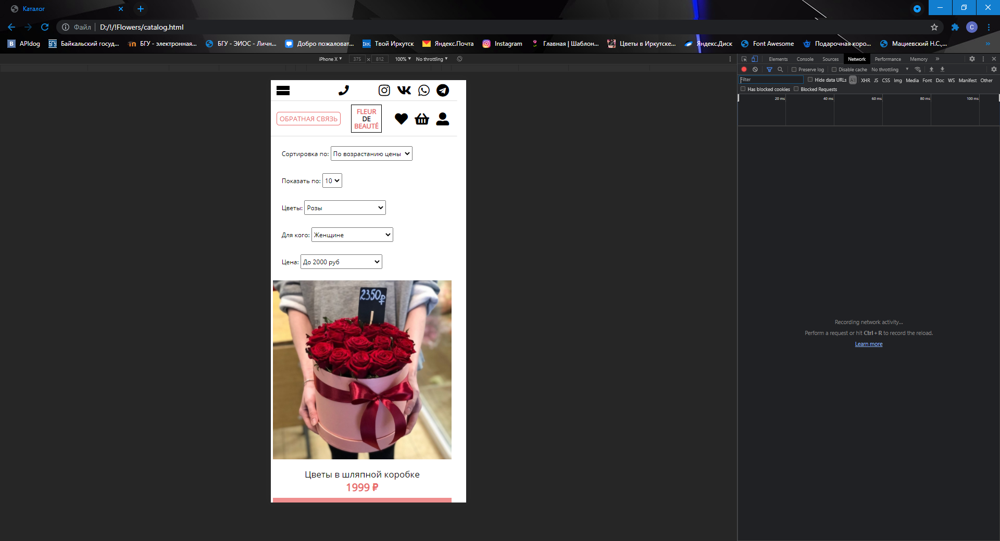 Каталог
Файл D:/!/!Flowers/catalog.html
APIdog Байкальский госуд... БГУ - электронная... БГУ - ЭИОС - Личн... Добро пожаловат... Твой Иркутск Яндекс.Почта Instagram Главная | Шаблон... Цветы в Иркутске... Яндекс.Диск Font Awesome Подарочная коро... Мациевский Н.С.,... »
iPhone X 375 × 812 100% No throttling
Elements Console Sources Network Performance Memory »
Preserve log Disable cache No throttling
Filter Hide data URLs All XHR JS CSS Img Media Font Doc WS Manifest Other
Has blocked cookies Blocked Requests
20 ms 40 ms 60 ms 80 ms 100 ms
ОБРАТНАЯ СВЯЗЬ
FLEUR
DE
BEAUTÉ
Сортировка по: По возрастанию цены
Показать по: 10
Цветы: Розы
Для кого: Женщине
Цена: До 2000 руб
2350₽
Цветы в шляпной коробке
1999 ₽
Recording network activity...
Perform a request or hit Ctrl + R to record the reload.
Learn more